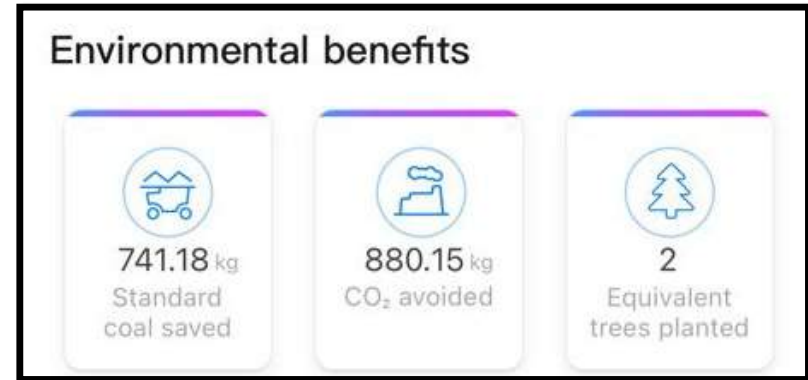 Environmental benefits
741.18 kg
Standard
coal saved
880.15 kg
CO₂ avoided
2
Equivalent
trees planted